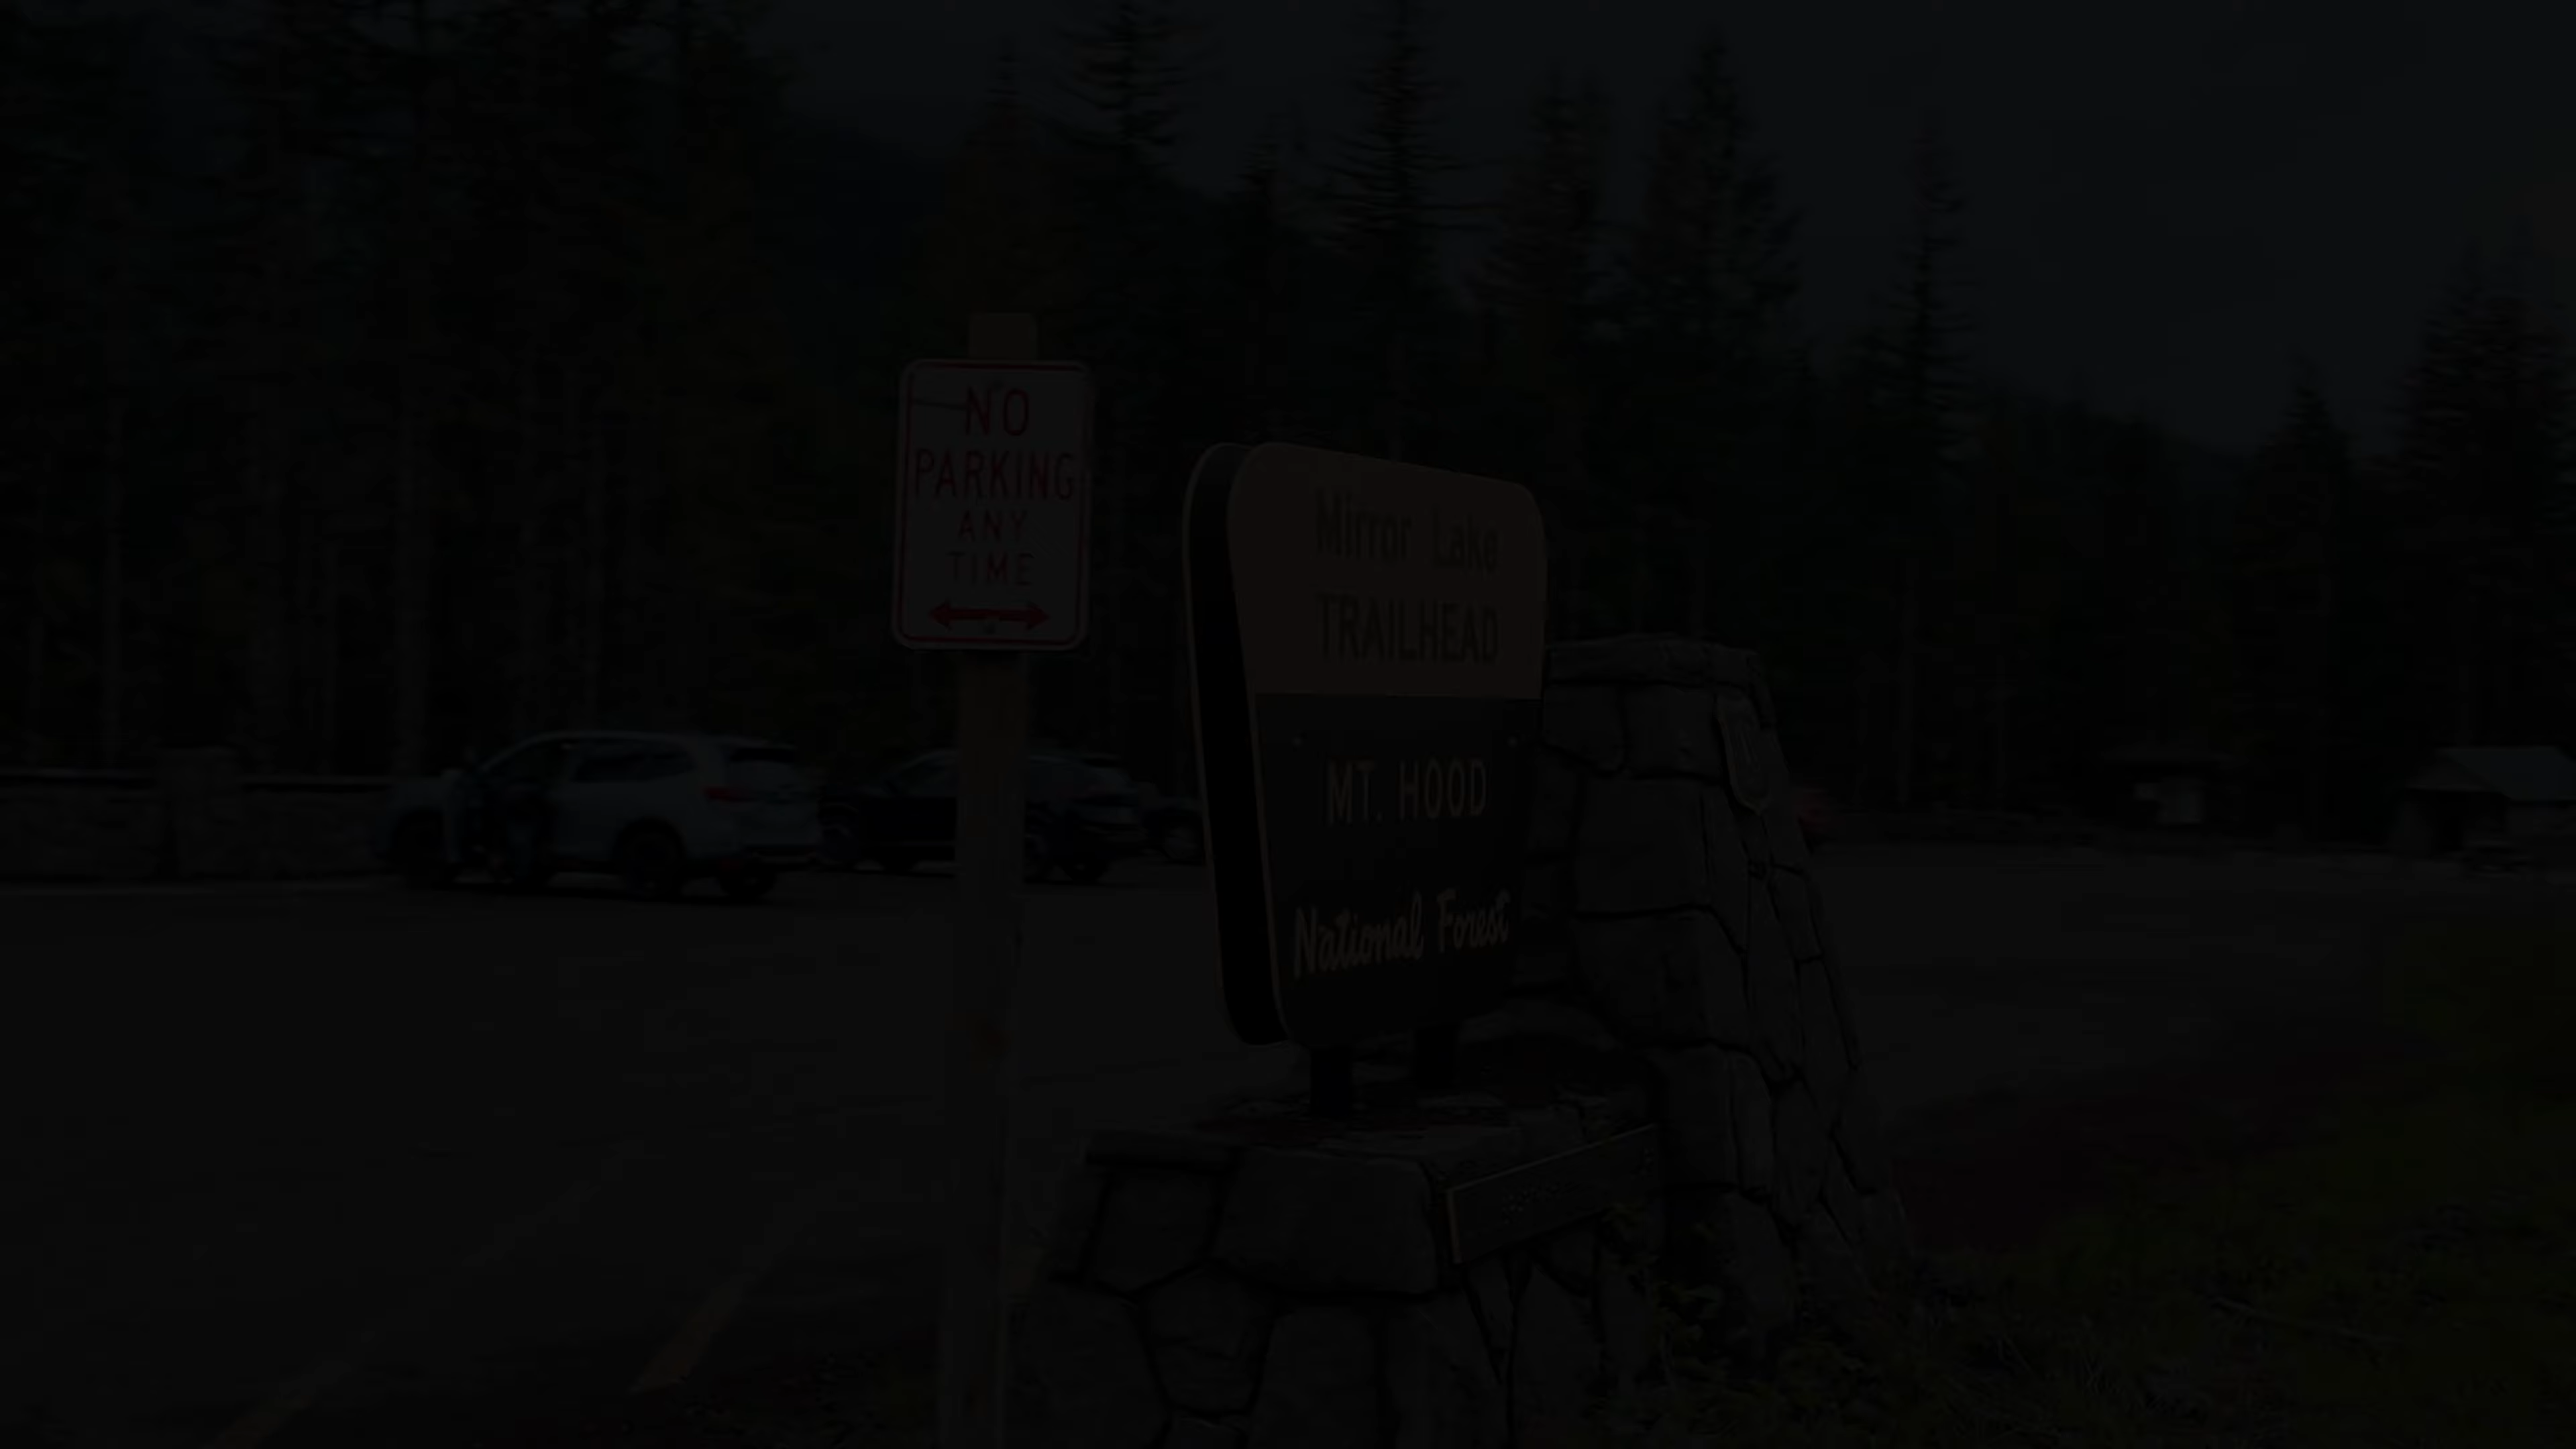 NO
PARKING
ANY
TIME
Mirror Lake
TRAILHEAD
MT. HOOD
National Forest